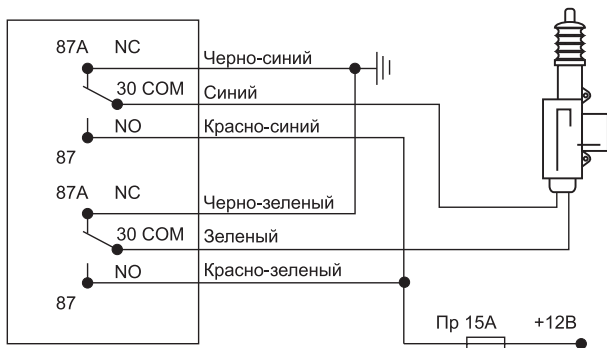 87A NC Черно-синий
30 COM Синий
NO Красно-синий
87
87A NC Черно-зеленый
30 COM Зеленый
NO Красно-зеленый
87
Пр 15А +12В